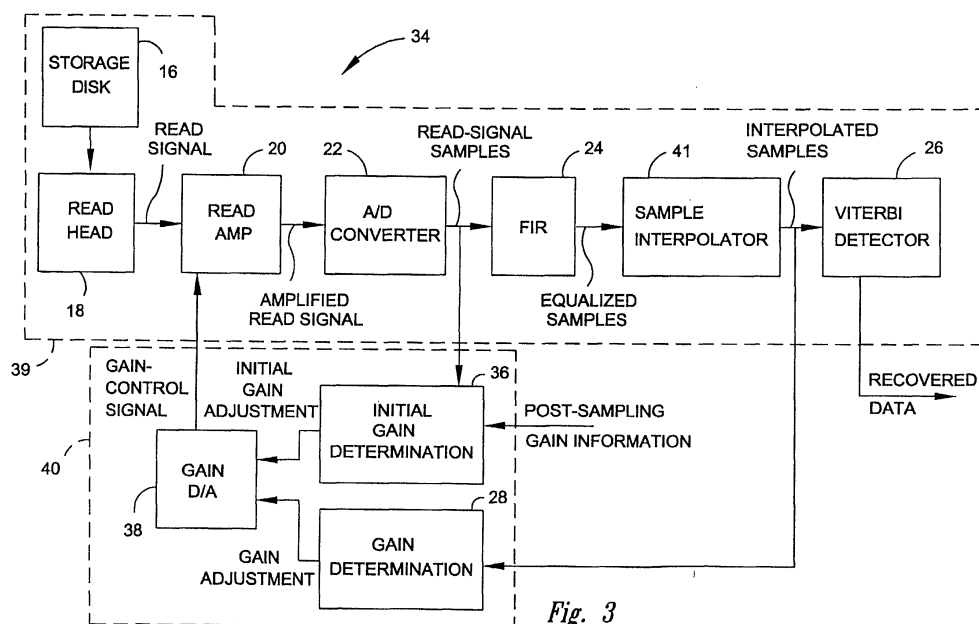 34
STORAGE
DISK
16
READ
SIGNAL
20
22
READ-SIGNAL
SAMPLES
24
41
INTERPOLATED
SAMPLES
26
READ
HEAD
READ
AMP
A/D
CONVERTER
FIR
SAMPLE
INTERPOLATOR
VITERBI
DETECTOR
18
AMPLIFIED
READ SIGNAL
EQUALIZED
SAMPLES
39
GAIN-
CONTROL
SIGNAL
INITIAL
GAIN
ADJUSTMENT
36
INITIAL
GAIN
DETERMINATION
POST-SAMPLING
GAIN INFORMATION
RECOVERED
DATA
40
GAIN
D/A
38
28
GAIN
ADJUSTMENT
GAIN
DETERMINATION
Fig. 3